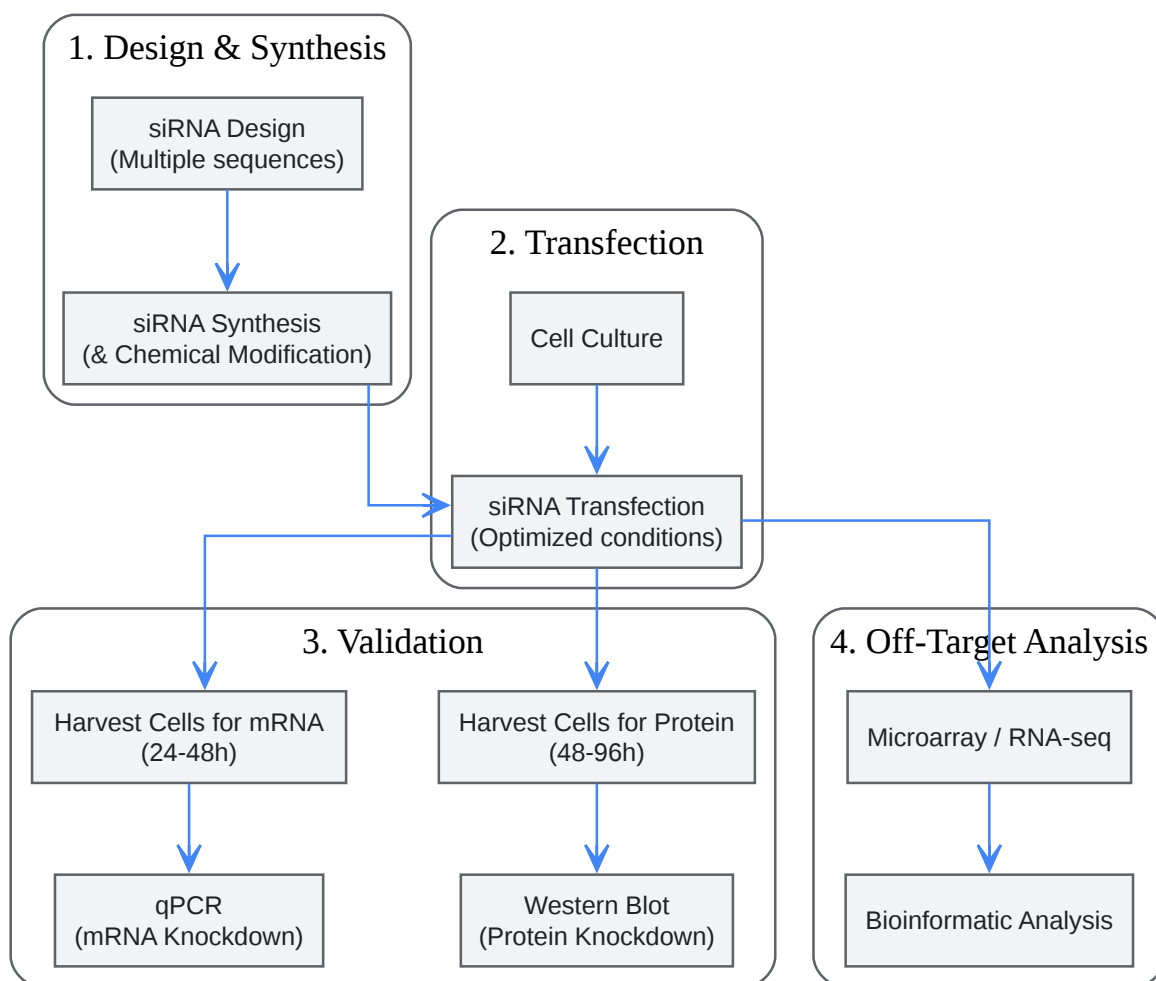 1. Design & Synthesis
siRNA Design
(Multiple sequences)
siRNA Synthesis
(& Chemical Modification)
2. Transfection
Cell Culture
siRNA Transfection
(Optimized conditions)
3. Validation
Harvest Cells for mRNA
(24-48h)
Harvest Cells for Protein
(48-96h)
qPCR
(mRNA Knockdown)
Western Blot
(Protein Knockdown)
4. Off-Target Analysis
Microarray / RNA-seq
Bioinformatic Analysis